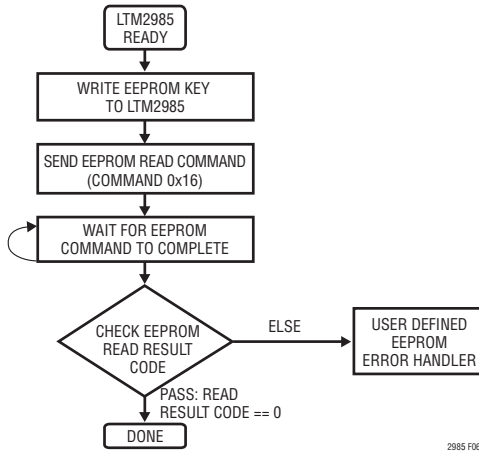 LTM2985
READY
WRITE EEPROM KEY
TO LTM2985
SEND EEPROM READ COMMAND
(COMMAND 0x16)
WAIT FOR EEPROM
COMMAND TO COMPLETE
CHECK EEPROM
READ RESULT
CODE
ELSE
USER DEFINED
EEPROM
ERROR HANDLER
PASS: READ
RESULT CODE == 0
DONE
2985 F06